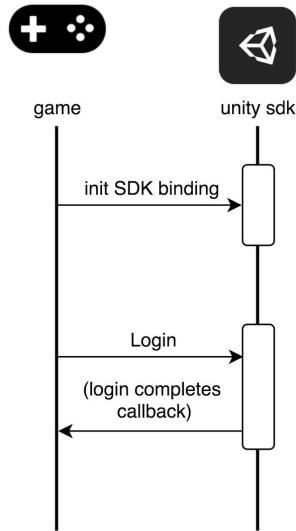 game
unity sdk
init SDK binding
Login
(login completes
callback)